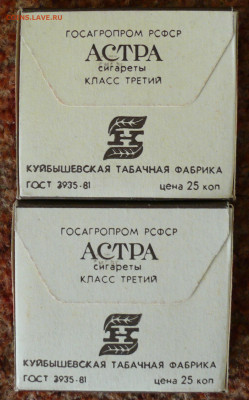 ГОСАГРОПРОМ РСФСР
АСТРА
сигареты
КЛАСС ТРЕТИЙ
КУЙБЫШЕВСКАЯ ТАБАЧНАЯ ФАБРИКА
ГОСТ 3935-81 цена 25 коп
ГОСАГРОПРОМ РСФСР
АСТРА
сигареты
КЛАСС ТРЕТИЙ
КУЙБЫШЕВСКАЯ ТАБАЧНАЯ ФАБРИКА
ГОСТ 3935-81 цена 25 коп